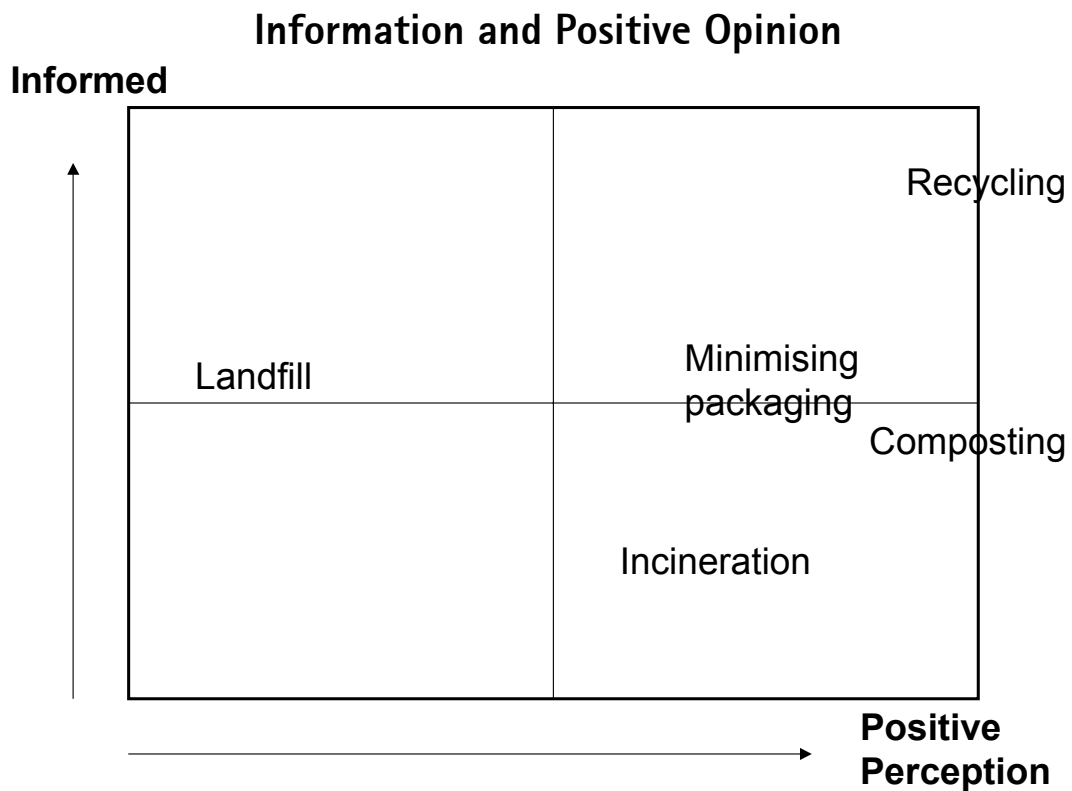 Information and Positive Opinion
Informed
Recycling
Landfill
Minimising
packaging
Composting
Incineration
Positive
Perception